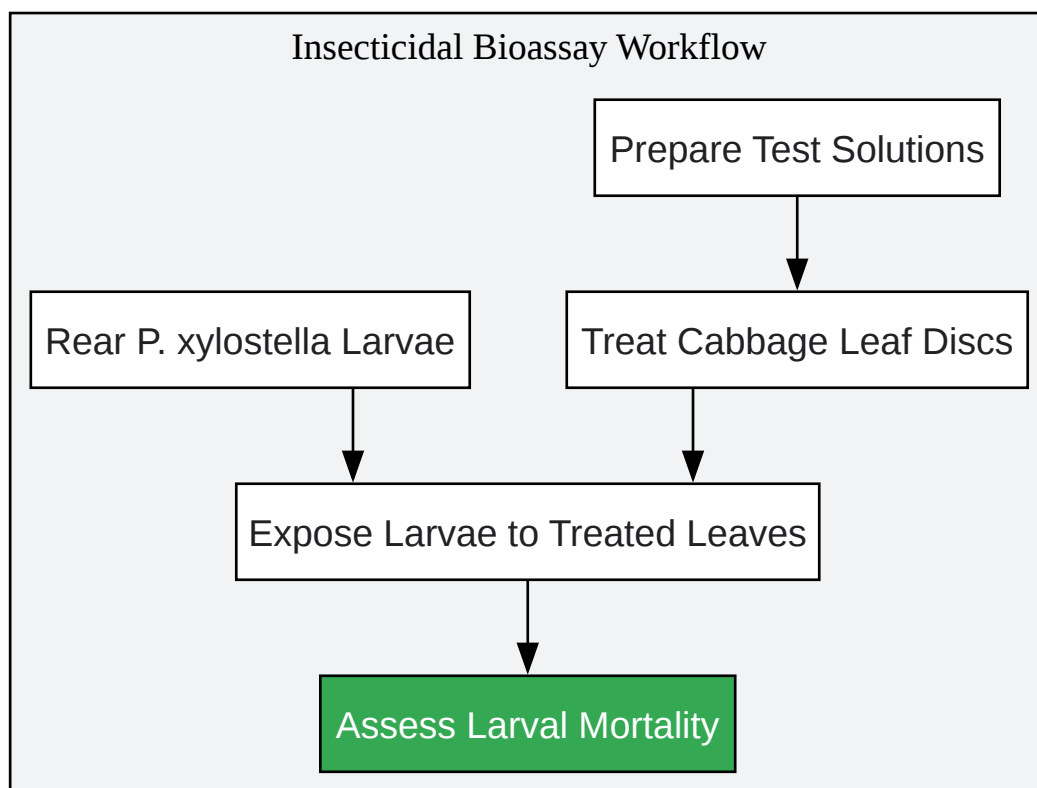 Insecticidal Bioassay Workflow
Prepare Test Solutions
Rear P. xylostella Larvae
Treat Cabbage Leaf Discs
Expose Larvae to Treated Leaves
Assess Larval Mortality